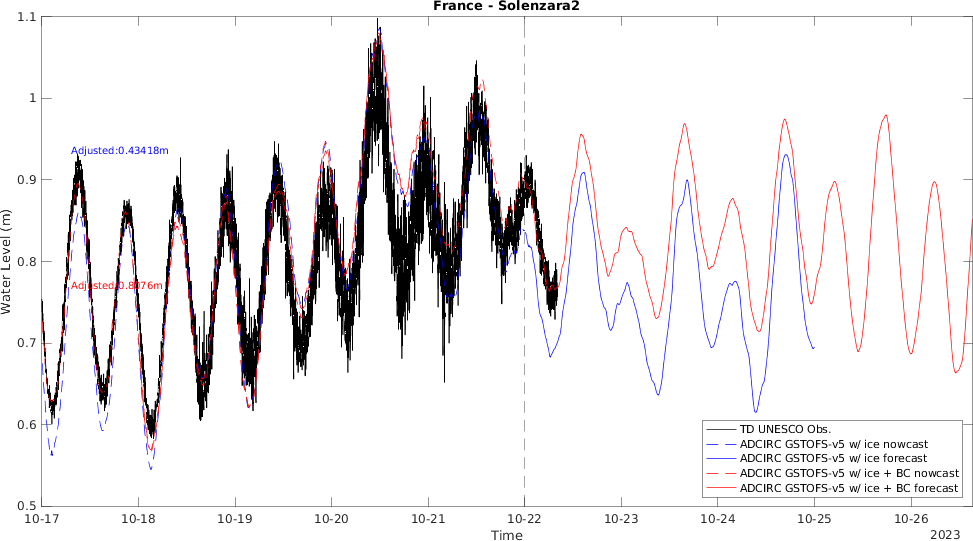 France - Solenzara2
1.1
1
0.9
0.8
0.7
0.6
0.5
Water Level (m)
Adjusted:0.43418m
Adjusted:0.8076m
TD UNESCO Obs.
ADCIRC GSTOFS-v5 w/ ice nowcast
ADCIRC GSTOFS-v5 w/ ice forecast
ADCIRC GSTOFS-v5 w/ ice + BC nowcast
ADCIRC GSTOFS-v5 w/ ice + BC forecast
10-17 10-18 10-19 10-20 10-21 10-22 10-23 10-24 10-25 10-26
Time
2023